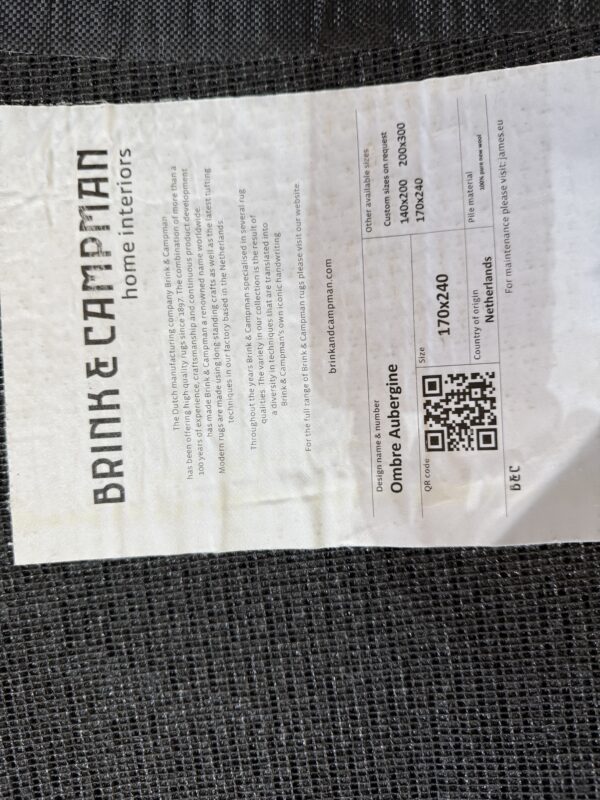 BRINK & CAMPMAN
home interiors
The Dutch manufacturing company Brink & Campman
has been offering high-quality rugs since 1897. The combination of more than a
100 years of experience, craftsmanship and continuous product development
has made Brink & Campman a renowned name worldwide.
Modern rugs are made using long-standing crafts as well as the latest tufting
techniques in our factory based in the Netherlands
Throughout the years Brink & Campman specialised in several rug
qualities. The variety in our collection is the result of
a diversity in techniques that are translated into
Brink & Campman's own iconic handwriting
For the full range of Brink & Campman rugs please visit our website:
brinkandcampman.com
Design name & number
Ombre Aubergine
Other available sizes
Custom sizes on request
140x200 200x300
170x240
QR code
Size
170x240
Country of origin
Netherlands
Pile material
100% pure new wool
B&C
For maintenance please visit: james.eu